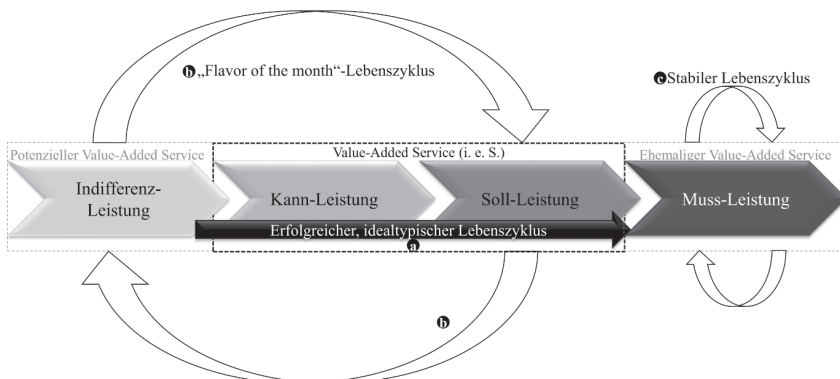 ⓑ „Flavor of the month“-Lebenszyklus
ⓒ Stabiler Lebenszyklus
Potenzieller Value-Added Service
Value-Added Service (i. e. S.)
Ehemaliger Value-Added Service
Indifferenz-
Leistung
Kann-Leistung
Soll-Leistung
Muss-Leistung
Erfolgreicher, idealtypischer Lebenszyklus
ⓐ
ⓑ